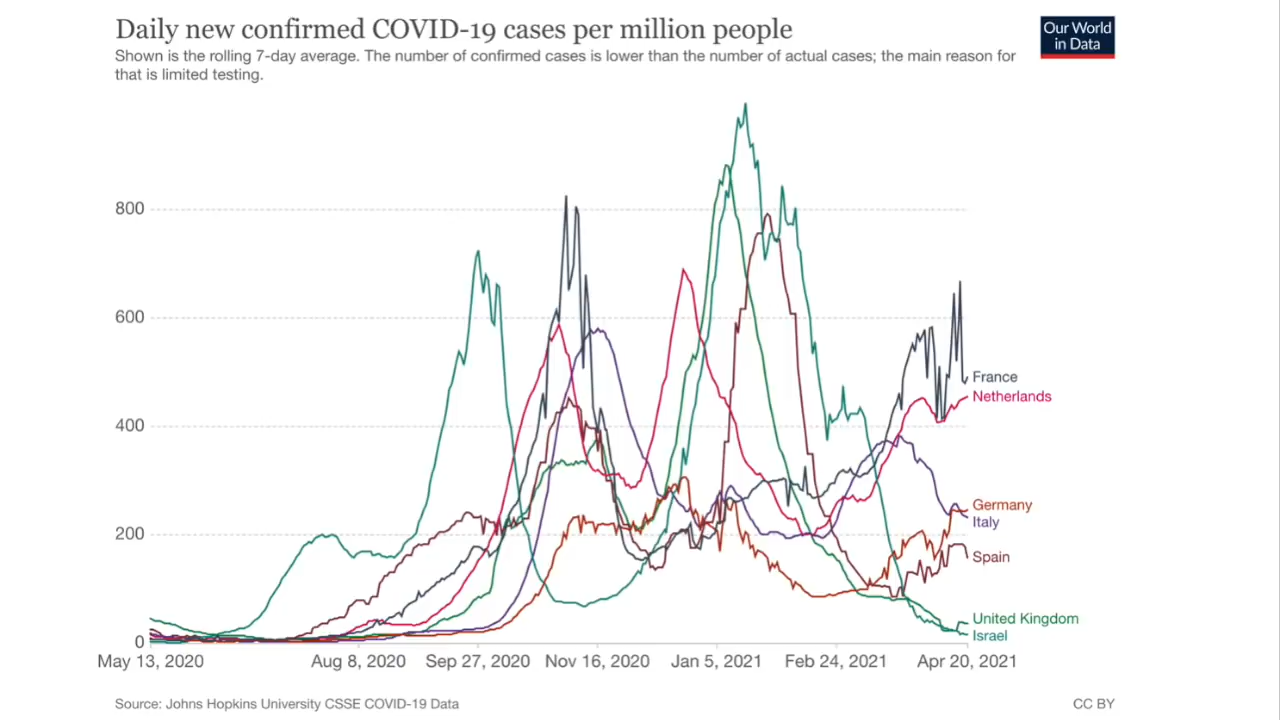 Daily new confirmed COVID-19 cases per million people
Our World
in Data
Shown is the rolling 7-day average. The number of confirmed cases is lower than the number of actual cases; the main reason for
that is limited testing.
800
600
400
200
0
France
Netherlands
Germany
Italy
Spain
United Kingdom
Israel
May 13, 2020 Aug 8, 2020 Sep 27, 2020 Nov 16, 2020 Jan 5, 2021 Feb 24, 2021 Apr 20, 2021
Source: Johns Hopkins University CSSE COVID-19 Data CC BY